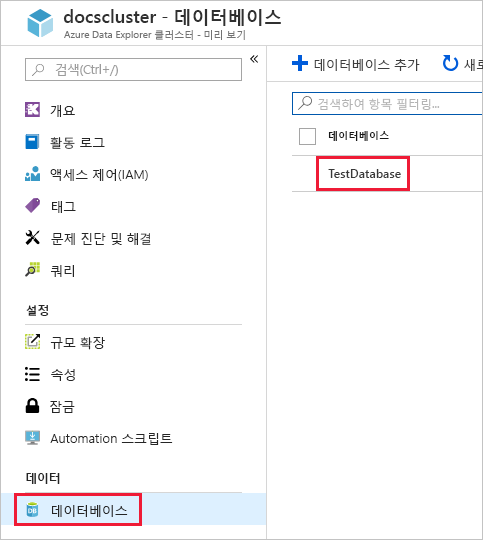 docscluster - 데이터베이스
Azure Data Explorer 클러스터 - 미리 보기
검색(Ctrl+/)
«
개요
활동 로그
액세스 제어(IAM)
태그
문제 진단 및 해결
쿼리
설정
규모 확장
속성
잠금
Automation 스크립트
데이터
데이터베이스
데이터베이스 추가
새로
검색하여 항목 필터링...
데이터베이스
TestDatabase